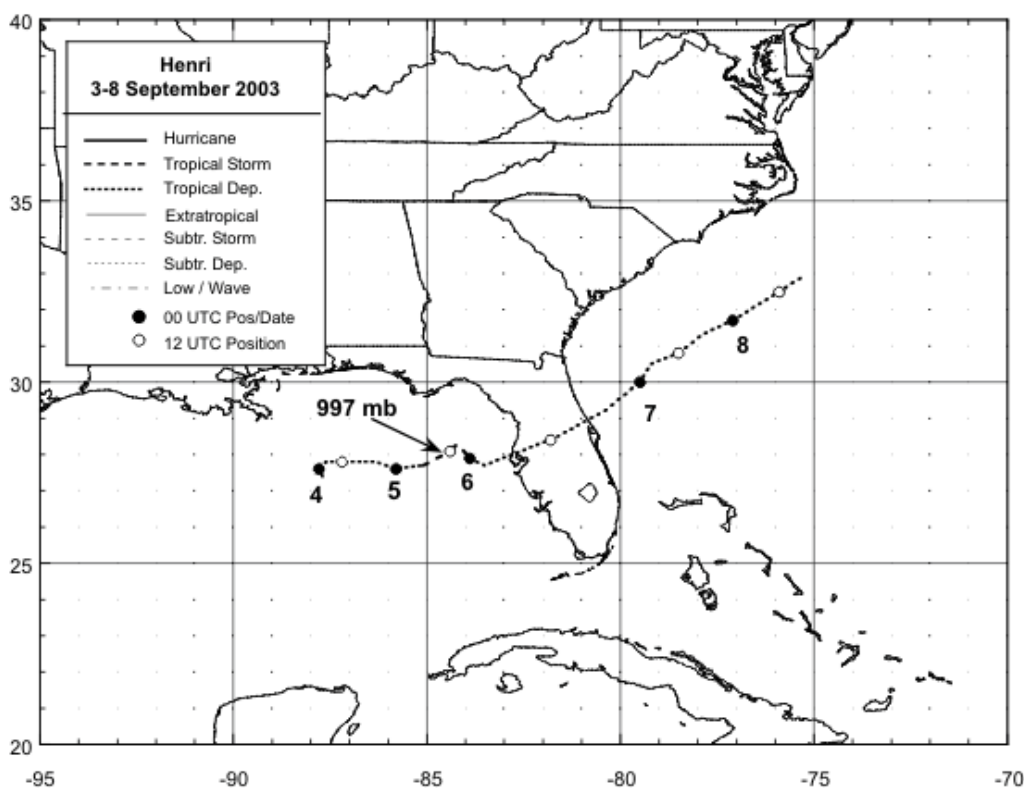 40
Henri
3-8 September 2003
Hurricane
Tropical Storm
Tropical Dep.
Extratropical
Subtr. Storm
Subtr. Dep.
Low / Wave
00 UTC Pos/Date
12 UTC Position
35
30
997 mb
4
5
6
7
8
25
20
-95 -90 -85 -80 -75 -70